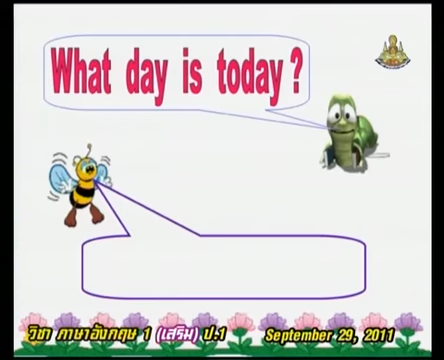 What day is today ?
วิชา ภาษาอังกฤษ 1 (เสริม) ป.1 September 29, 2011